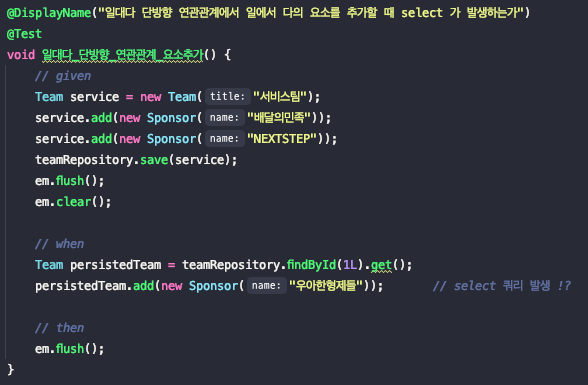 @DisplayName("일대다 단방향 연관관계에서 일에서 다의 요소를 추가할 때 select 가 발생하는가")
@Test
void 일대다_단방향_연관관계_요소추가() {
// given
Team service = new Team( title: "서비스팀");
service.add(new Sponsor( name: "배달의민족"));
service.add(new Sponsor( name: "NEXTSTEP"));
teamRepository.save(service);
em.flush();
em.clear();
// when
Team persistedTeam = teamRepository.findById(1L).get();
persistedTeam.add(new Sponsor( name: "우아한형제들")); // select 쿼리 발생 !?
// then
em.flush();
}